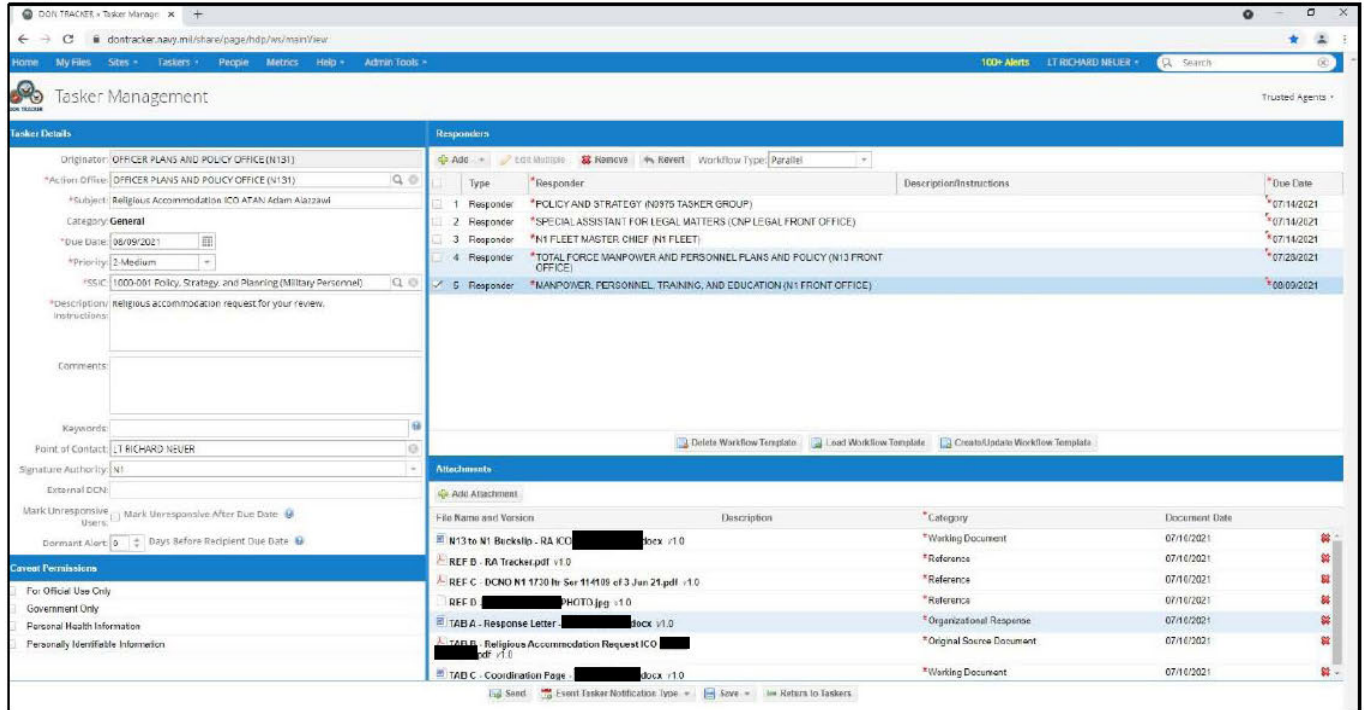 DON TRACKER » Tasker Manage
dontracker.navy.mil/share/page/hdp/ws/mainView
Home My Files Sites Taskers People Metrics Help Admin Tools 100+ Alerts LT RICHARD NEUER Search
DON TRACKER Tasker Management Trusted Agents
Tasker Details
Originator: OFFICER PLANS AND POLICY OFFICE (N131)
*Action Office: OFFICER PLANS AND POLICY OFFICE (N131)
*Subject: Religious Accommodation ICO ATAN Adam Alazzawi
Category: General
*Due Date: 08/09/2021
*Priority: 2-Medium
*SSIC: 1000-001 Policy, Strategy, and Planning (Military Personnel)
*Description/ Religious accommodation request for your review.
Instructions:
Comments:
Keywords:
Point of Contact: LT RICHARD NEUER
Signature Authority: N1
External DCN:
Mark Unresponsive Mark Unresponsive After Due Date
Users:
Dormant Alert: 0 Days Before Recipient Due Date
Caveat Permissions
For Official Use Only
Government Only
Personal Health Information
Personally Identifiable Information
Responders
Add Edit Multiple Remove Revert Workflow Type: Parallel
Type *Responder Description/Instructions *Due Date
1 Responder *POLICY AND STRATEGY (N0975 TASKER GROUP) *07/14/2021
2 Responder *SPECIAL ASSISTANT FOR LEGAL MATTERS (CNP LEGAL FRONT OFFICE) *07/14/2021
3 Responder *N1 FLEET MASTER CHIEF (N1 FLEET) *07/14/2021
4 Responder *TOTAL FORCE MANPOWER AND PERSONNEL PLANS AND POLICY (N13 FRONT
OFFICE)
5 Responder *MANPOWER, PERSONNEL, TRAINING, AND EDUCATION (N1 FRONT OFFICE) *08/09/2021
Delete Workflow Template Load Workflow Template Create/Update Workflow Template
Attachments
Add Attachment
File Name and Version Description *Category Document Date
N13 to N1 Buckslip - RA ICO docx v1.0 *Working Document 07/16/2021
REF B - RA Tracker.pdf v1.0 *Reference 07/16/2021
REF C - DCNO N1 1730 ltr Ser 114109 of 3 Jun 21.pdf v1.0 *Reference 07/16/2021
REF D PHOTO.jpg v1.0 *Reference 07/16/2021
TAB A - Response Letter - docx v1.0 *Organizational Response 07/16/2021
TAB B - Religious Accommodation Request ICO *Original Source Document 07/16/2021
pdf v1.0
TAB C - Coordination Page - docx v1.0 *Working Document 07/16/2021
Send Event Tasker Notification Type Save Return to Taskers